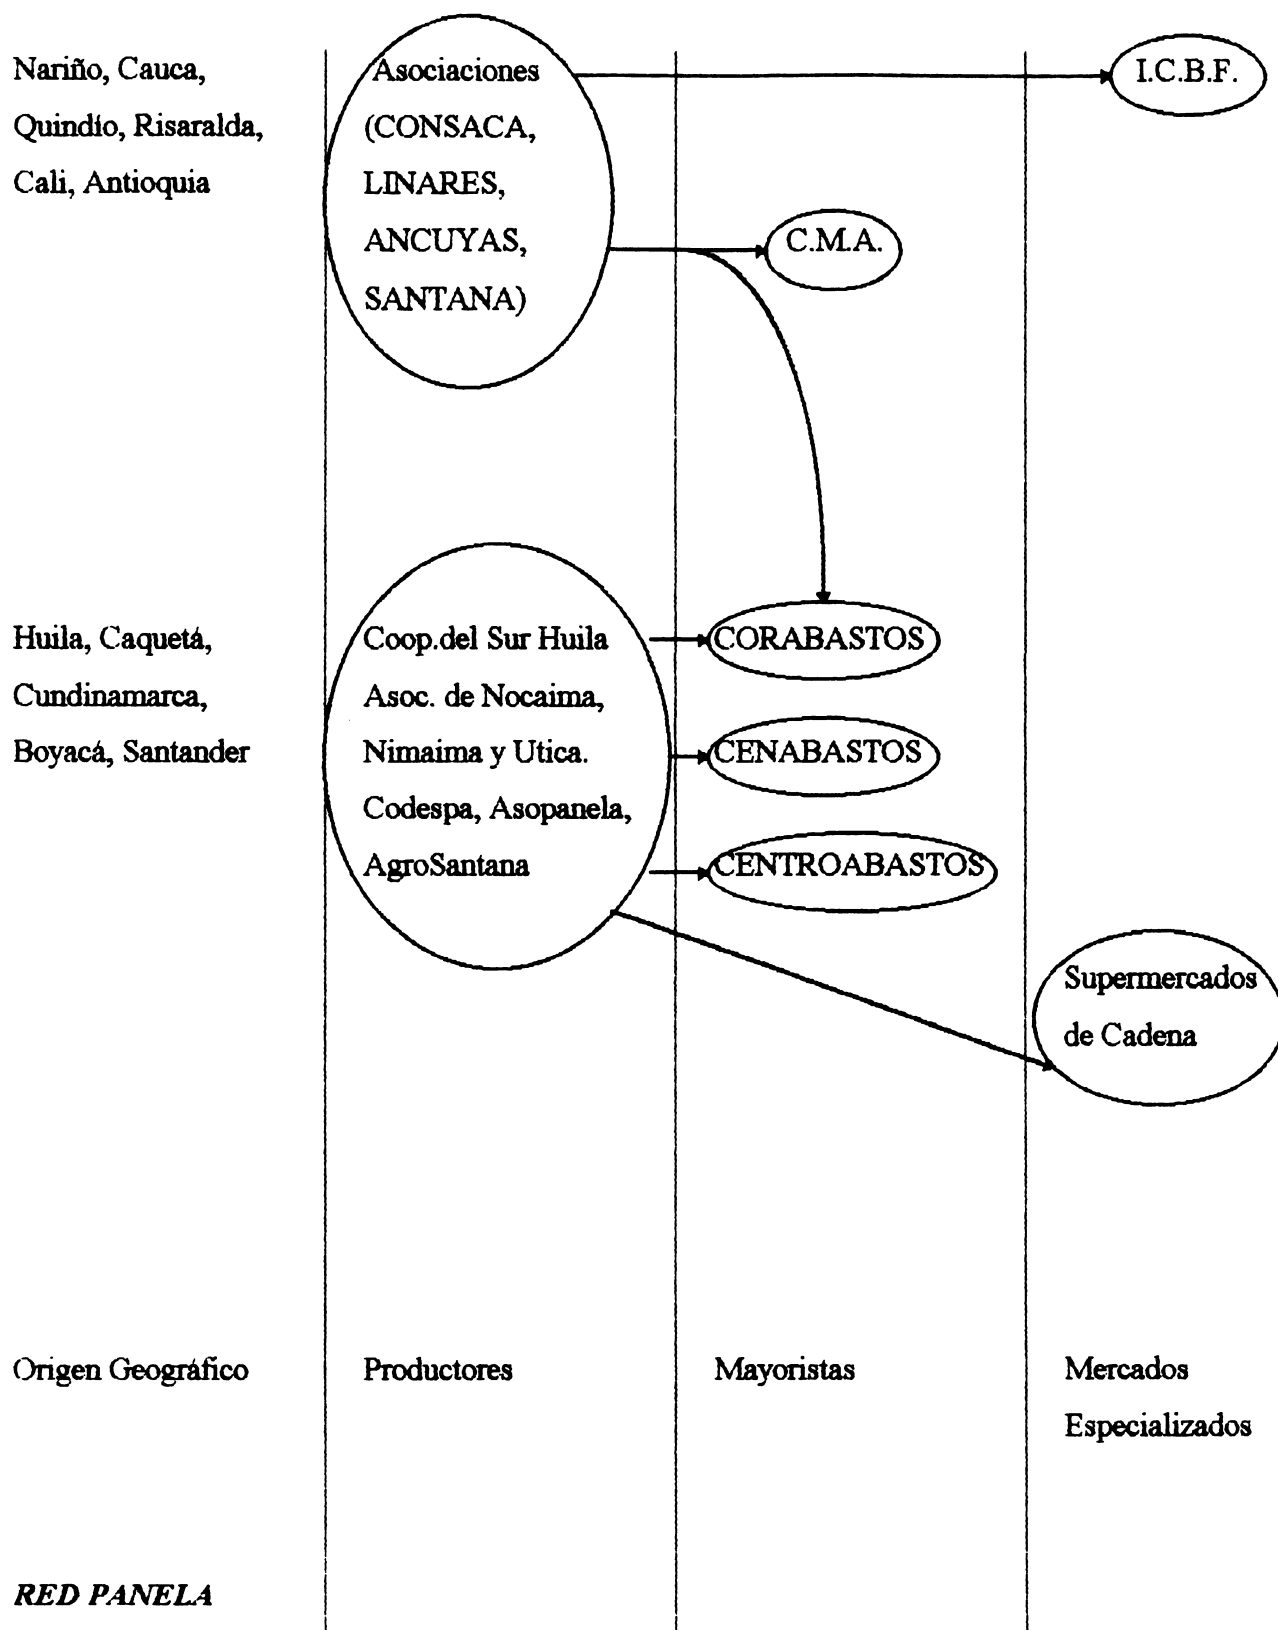 Nariño, Cauca,
Quindío, Risaralda,
Cali, Antioquia
Asociaciones
(CONSACA,
LINARES,
ANCUYAS,
SANTANA)
I.C.B.F.
C.M.A.
Huila, Caquetá,
Cundinamarca,
Boyacá, Santander
Coop.del Sur Huila
Asoc. de Nocaima,
Nimaima y Utica.
Codespa, Asopanela,
AgroSantana
CORABASTOS
CENABASTOS
CENTROABASTOS
Supermercados
de Cadena
Origen Geográfico
Productores
Mayoristas
Mercados
Especializados
RED PANELA